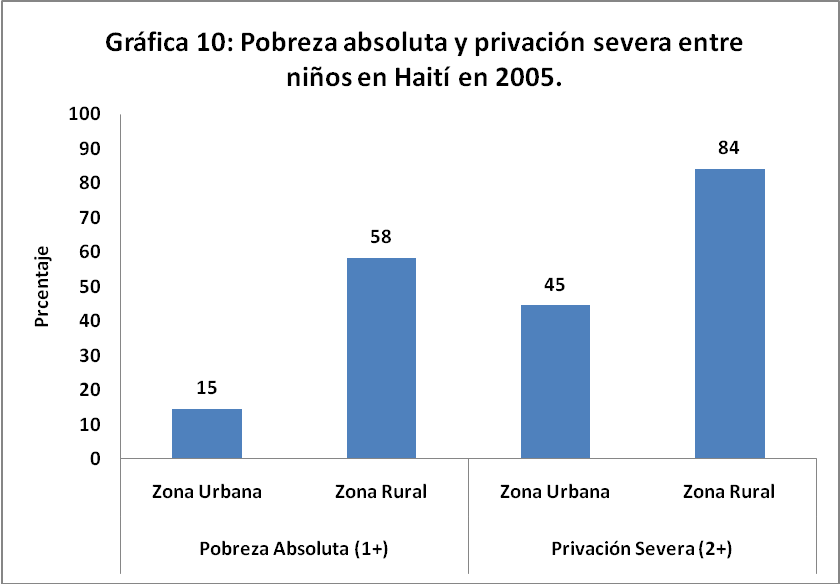 Gráfica 10: Pobreza absoluta y privación severa entre
niños en Haití en 2005.
100
90
80
70
60
50
40
30
20
10
0
Prcentaje
15
58
45
84
Zona Urbana
Zona Rural
Zona Urbana
Zona Rural
Pobreza Absoluta (1+)
Privación Severa (2+)